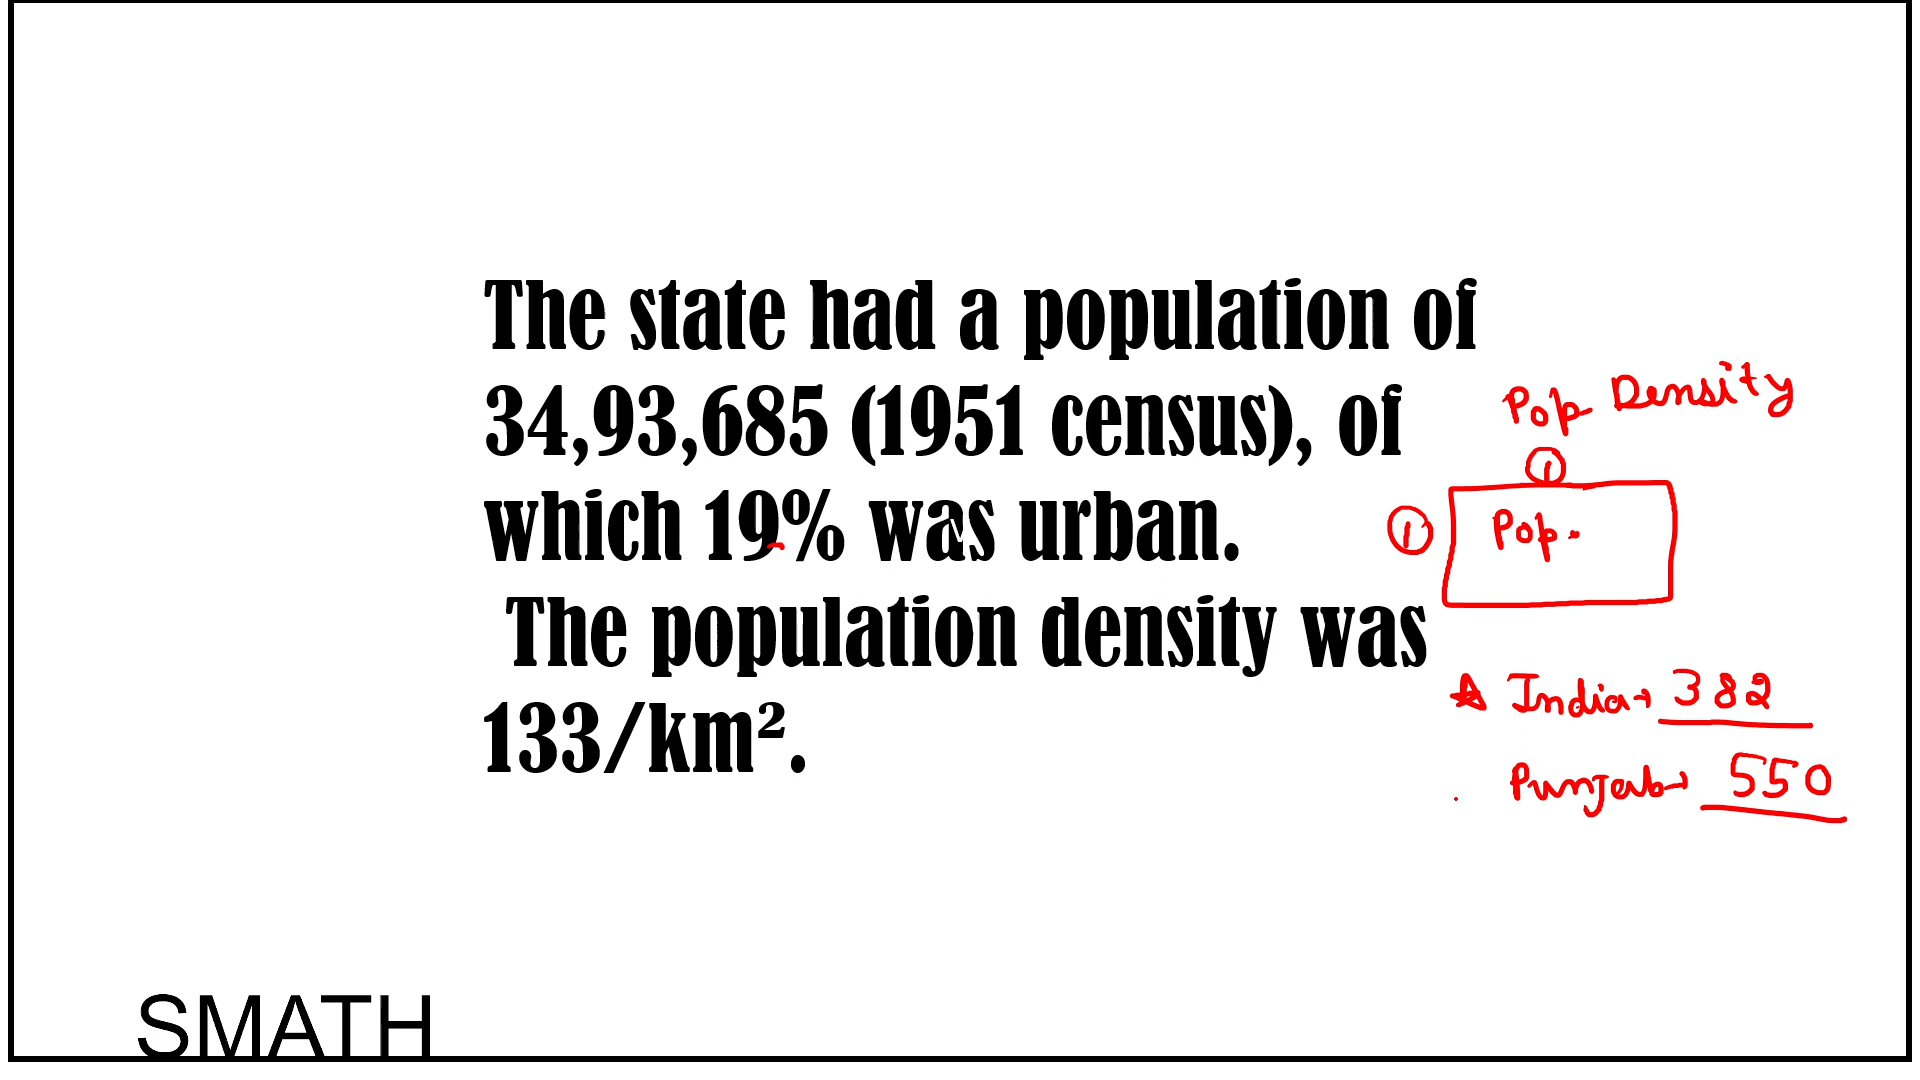 The state had a population of
34,93,685 (1951 census), of
which 19% was urban.
The population density was
133/km².
Pop Density
1
1
Pop.
India → 382
Punjab → 550
SMATH